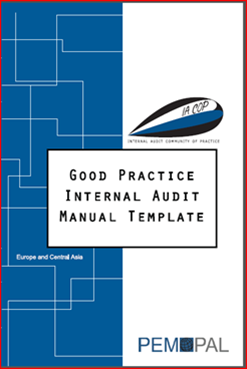 IA COP
INTERNAL AUDIT COMMUNITY OF PRACTICE
GOOD PRACTICE
INTERNAL AUDIT
MANUAL TEMPLATE
Europe and Central Asia
PEMPAL